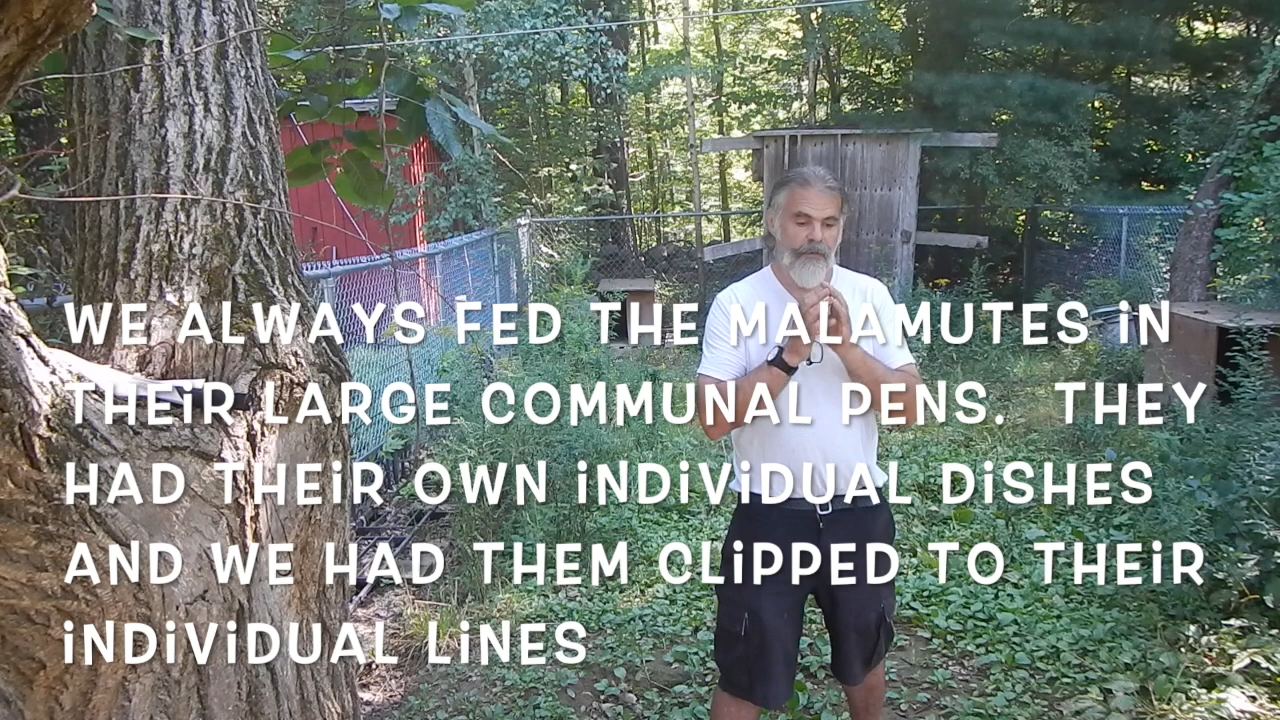 WE ALWAYS FED THE MALAMUTES iN
THEiR LARGE COMMUNAL PENS.  THEY
HAD THEiR OWN iNDiViDUAL DiSHES
AND WE HAD THEM CLiPPED TO THEiR
iNDiViDUAL LiNES